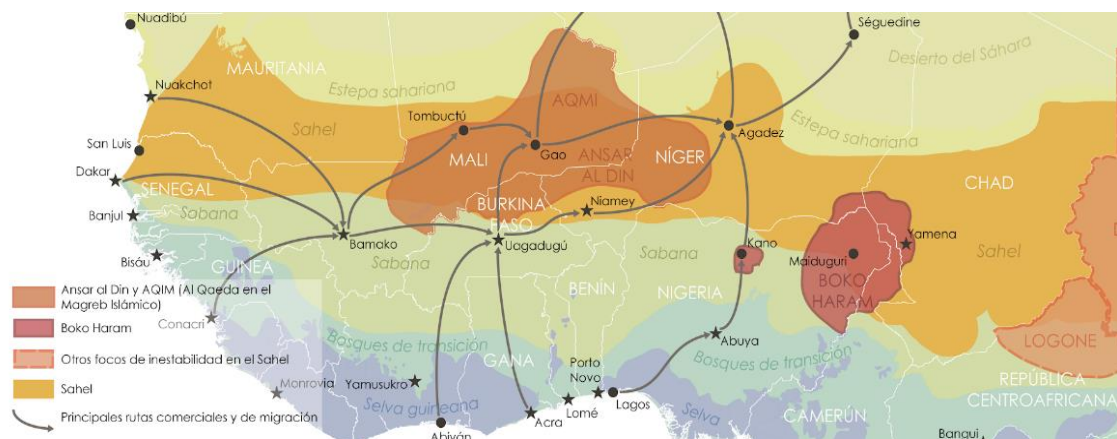 Nuadibú
Séguedine
Desierto del Sáhara
MAURITANIA
Estepa sahariana
Nuakchot
AQMI
Tombuctú
Sahel
Agadez
Estepa sahariana
San Luis
MALI
Gao
ANSAR
AL DIN
NÍGER
Dakar
SENEGAL
CHAD
Niamey
BURKINA
FASO
Banjul
Sabana
Bamako
Uagadugú
Kano
Yamena
Sahel
Bisáu
Sabana
Sabana
Maiduguri
GUINEA
BENÍN
NIGERIA
BOKO
HARAM
Ansar al Din y AQIM (Al Qaeda en el
Magreb Islámico)
Boko Haram
Conacri
Otros focos de inestabilidad en el Sahel
Bosques de transición
GANA
Abuya
Bosques de transición
LOGONE
Porto
Novo
Sahel
Monrovia
Yamusukro
Lagos
REPÚBLICA
CENTROAFRICANA
Selva guineana
Lomé
Selva
CAMERÚN
Principales rutas comerciales y de migración
Abiyán
Acra
Bangui